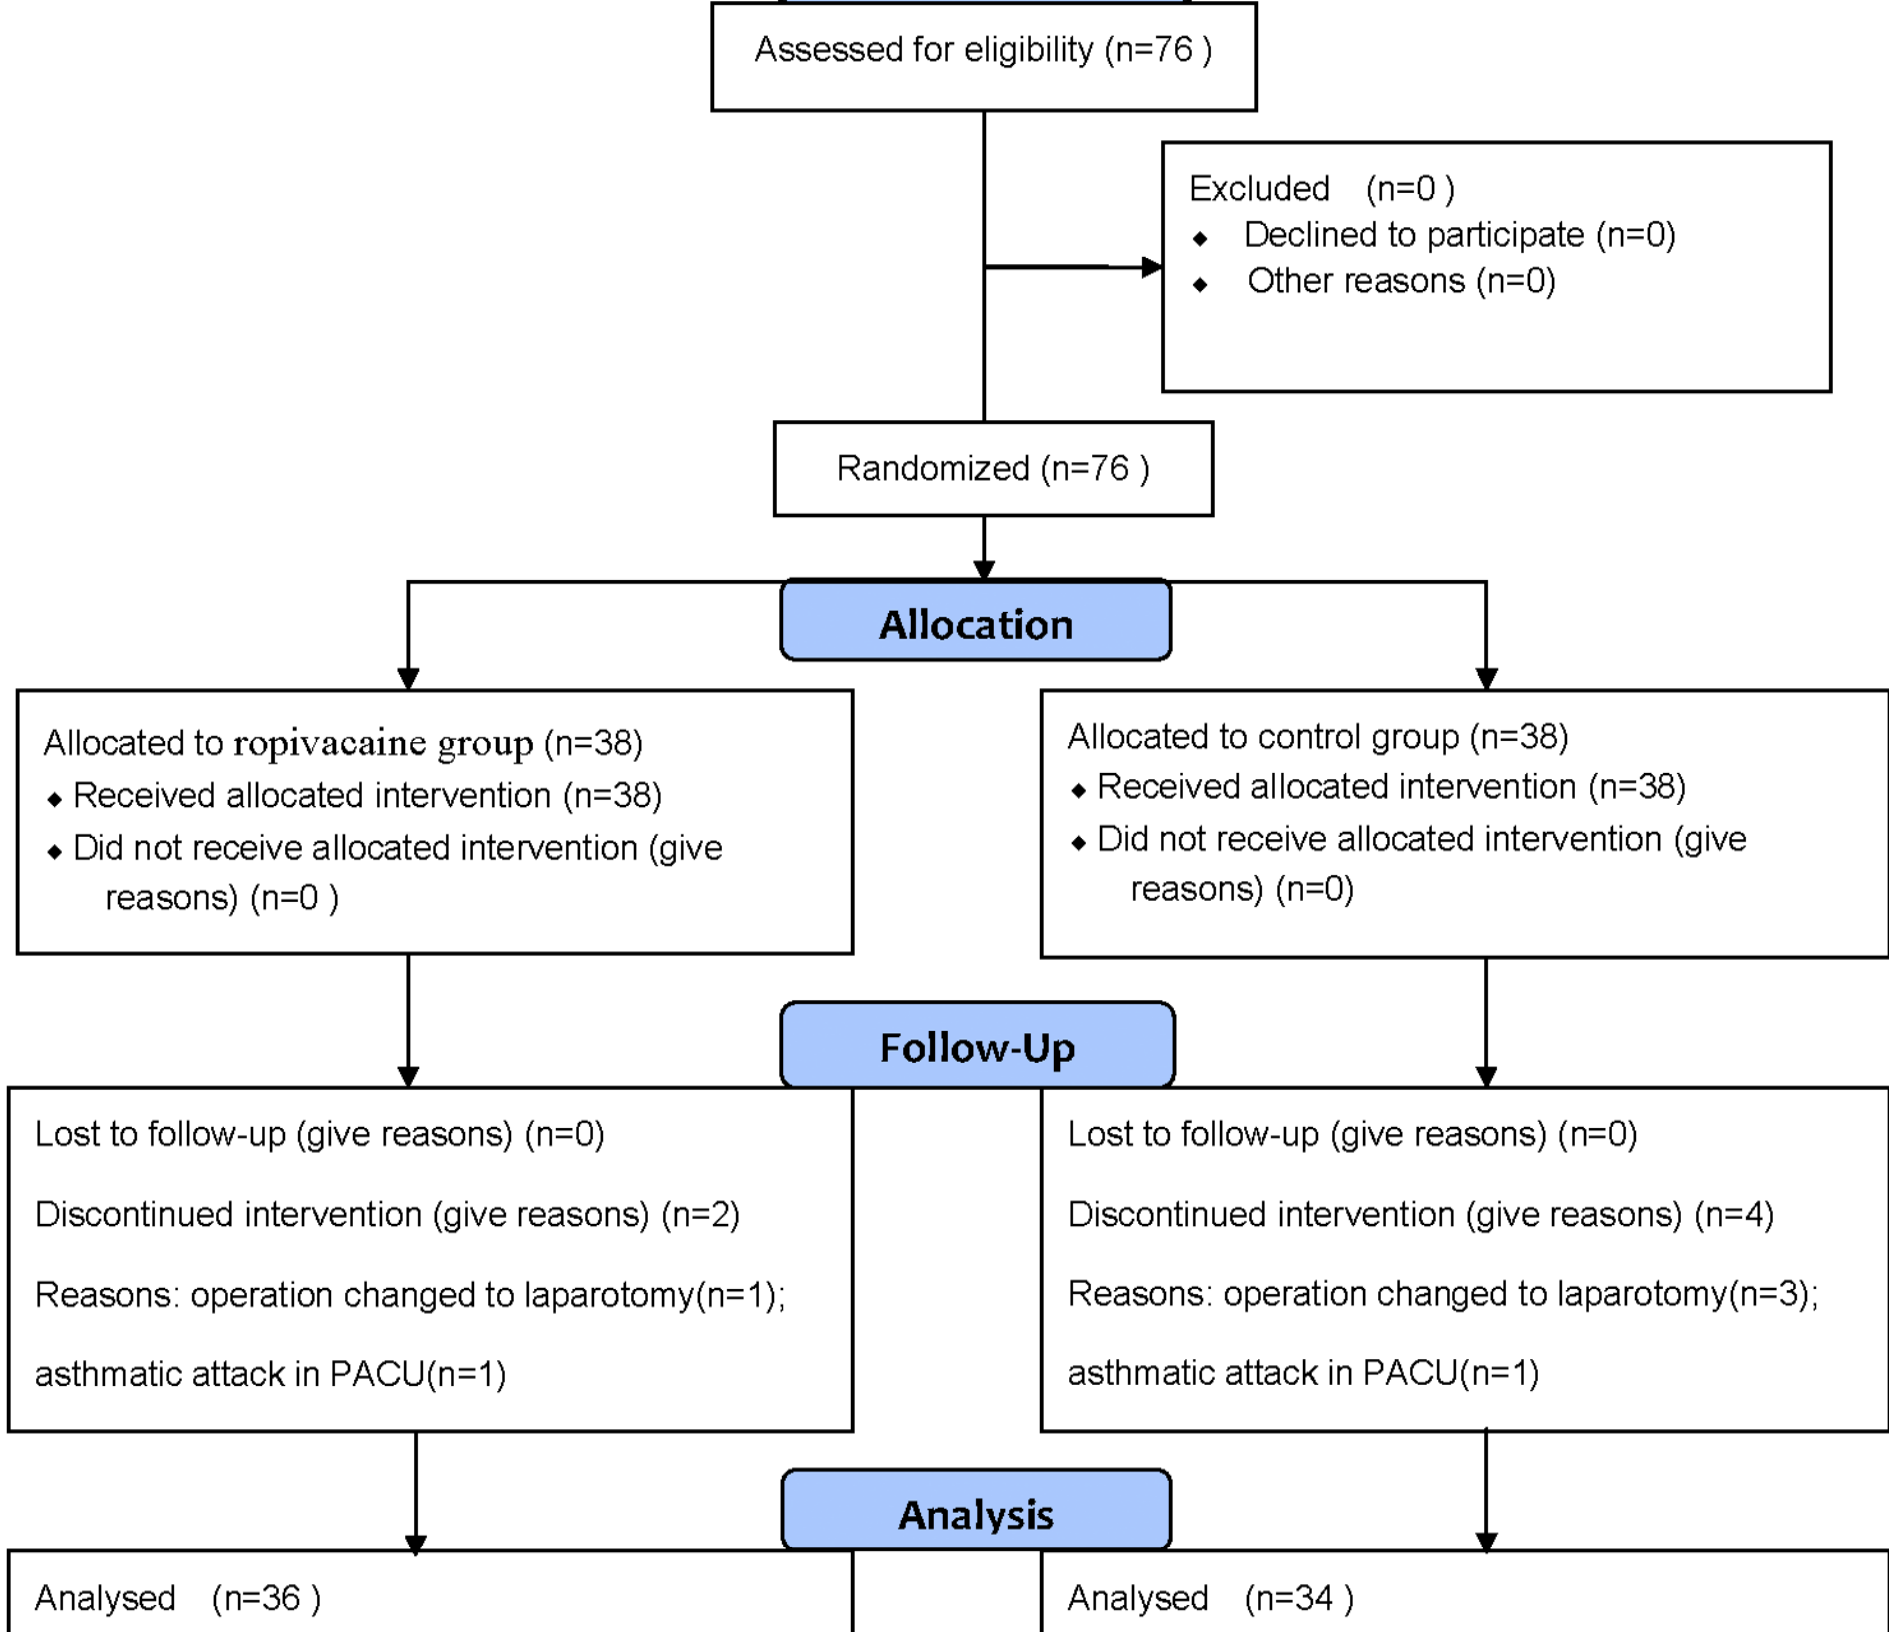 Assessed for eligibility (n=76 )
Excluded (n=0 )
◆ Declined to participate (n=0)
◆ Other reasons (n=0)
Randomized (n=76 )
Allocation
Allocated to ropivacaine group (n=38)
◆ Received allocated intervention (n=38)
◆ Did not receive allocated intervention (give
reasons) (n=0 )
Allocated to control group (n=38)
◆ Received allocated intervention (n=38)
◆ Did not receive allocated intervention (give
reasons) (n=0)
Follow-Up
Lost to follow-up (give reasons) (n=0)
Discontinued intervention (give reasons) (n=2)
Reasons: operation changed to laparotomy(n=1);
asthmatic attack in PACU(n=1)
Lost to follow-up (give reasons) (n=0)
Discontinued intervention (give reasons) (n=4)
Reasons: operation changed to laparotomy(n=3);
asthmatic attack in PACU(n=1)
Analysis
Analysed (n=36 )
Analysed (n=34 )